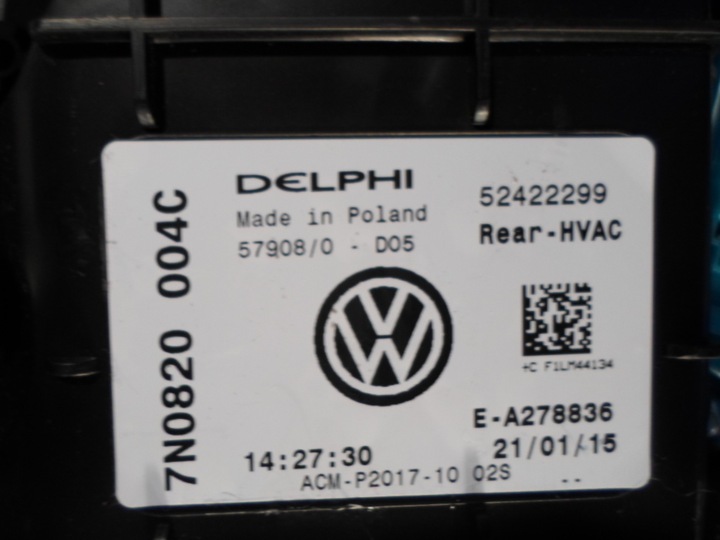 DELPHI
Made in Poland
57908/0 - D05
52422299
Rear-HVAC
7N0820 004C
+C F1LM44134
E-A278836
14:27:30
21/01/15
ACM-P2017-10 02S
--